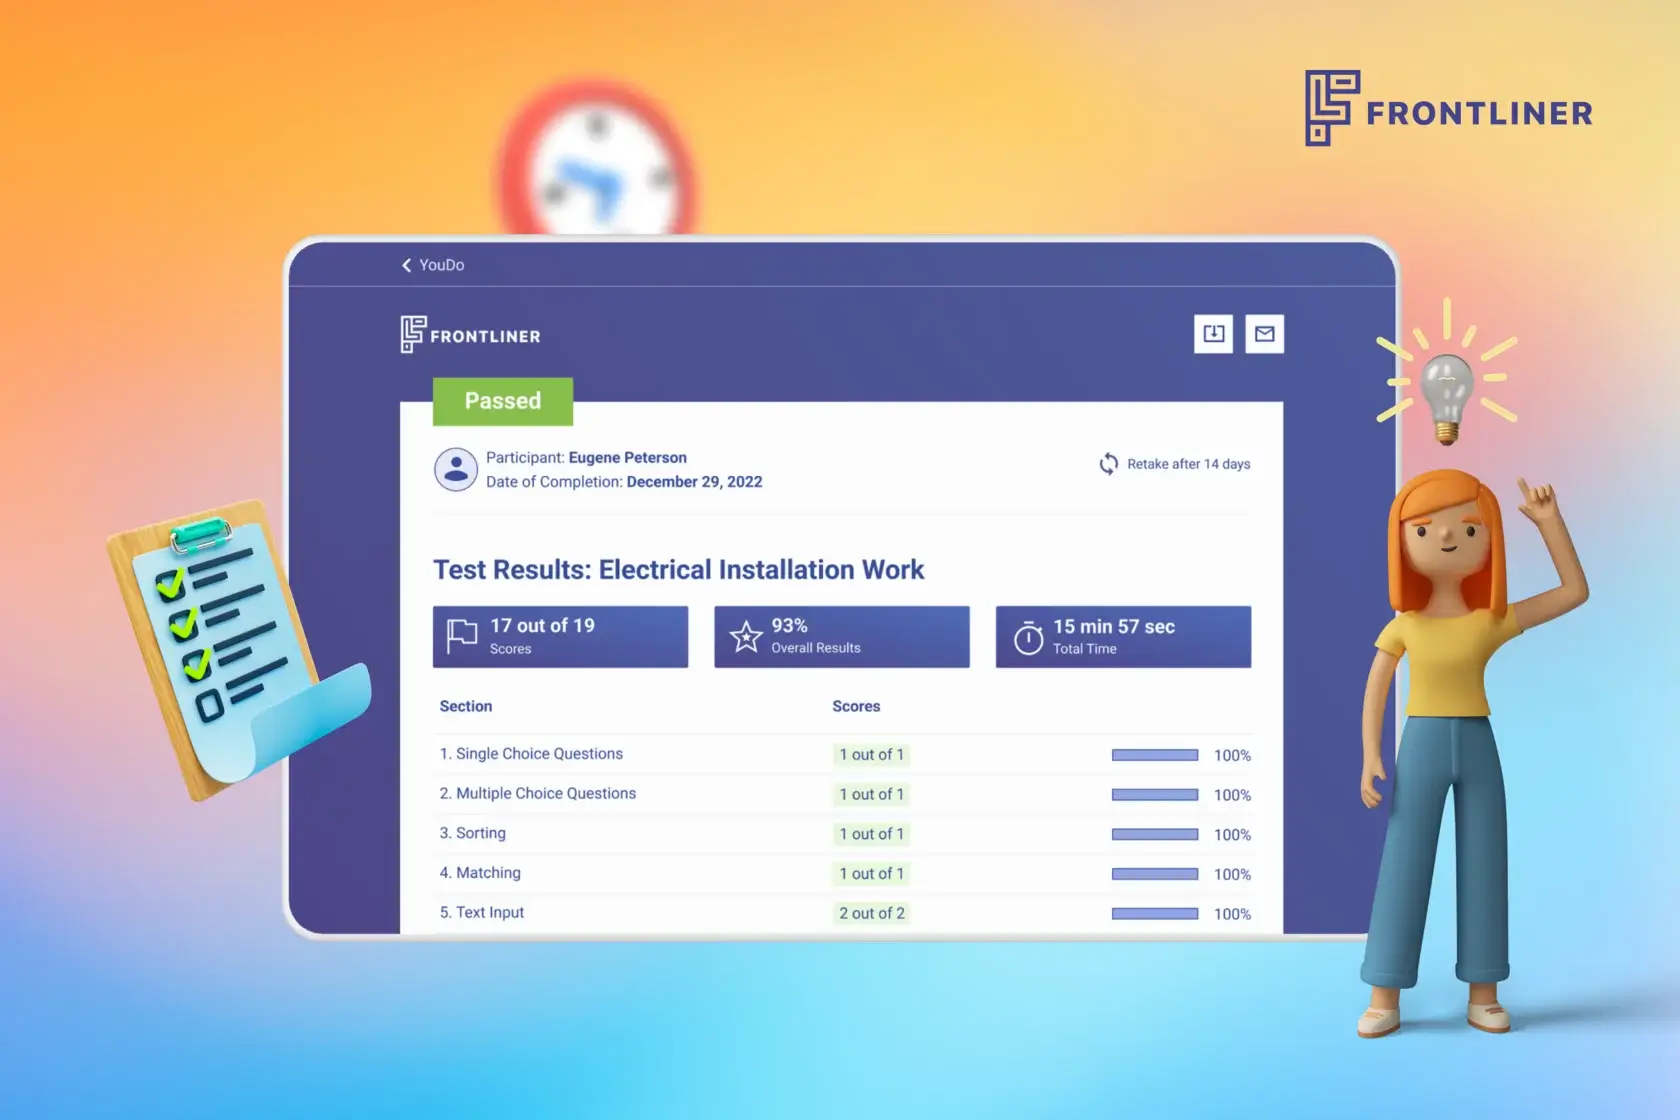 FRONTLINER
YouDo
FRONTLINER
Passed
Participant: Eugene Peterson
Date of Completion: December 29, 2022
Retake after 14 days
Test Results: Electrical Installation Work
17 out of 19
Scores
93%
Overall Results
15 min 57 sec
Total Time
Section Scores
1. Single Choice Questions 1 out of 1 100%
2. Multiple Choice Questions 1 out of 1 100%
3. Sorting 1 out of 1 100%
4. Matching 1 out of 1 100%
5. Text Input 2 out of 2 100%